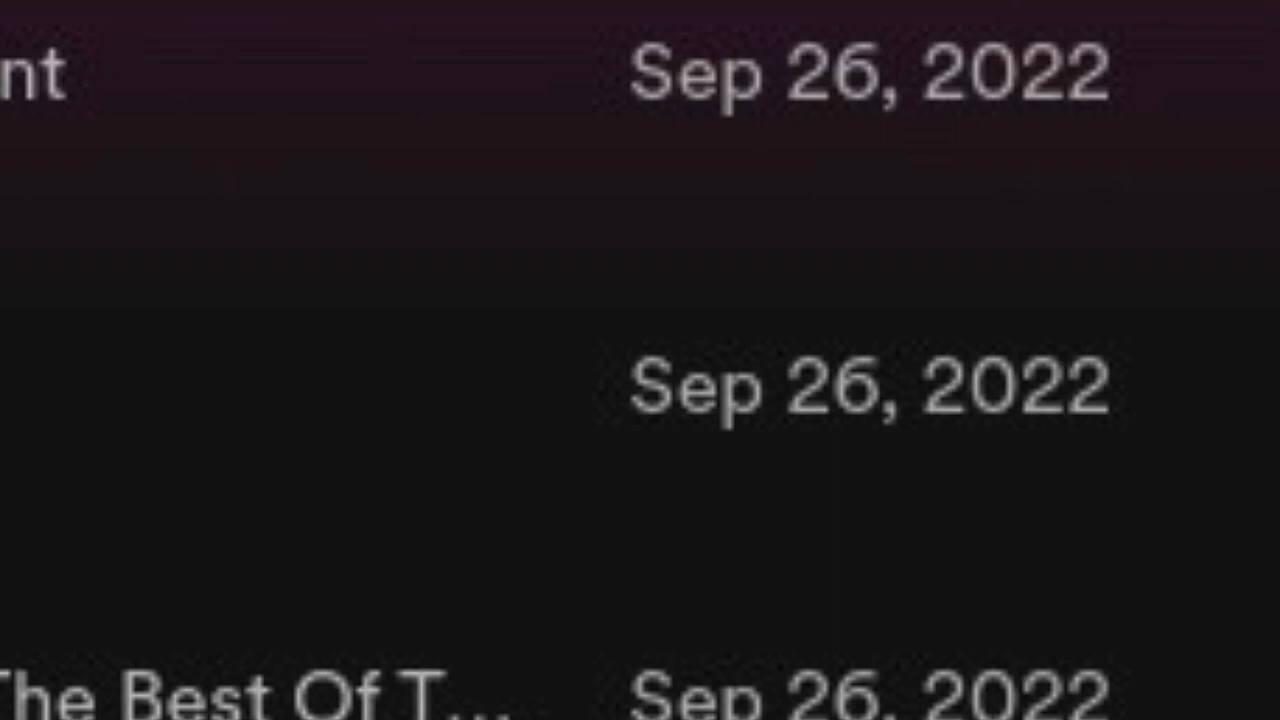 nt Sep 26, 2022
Sep 26, 2022
The Best Of T... Sep 26, 2022